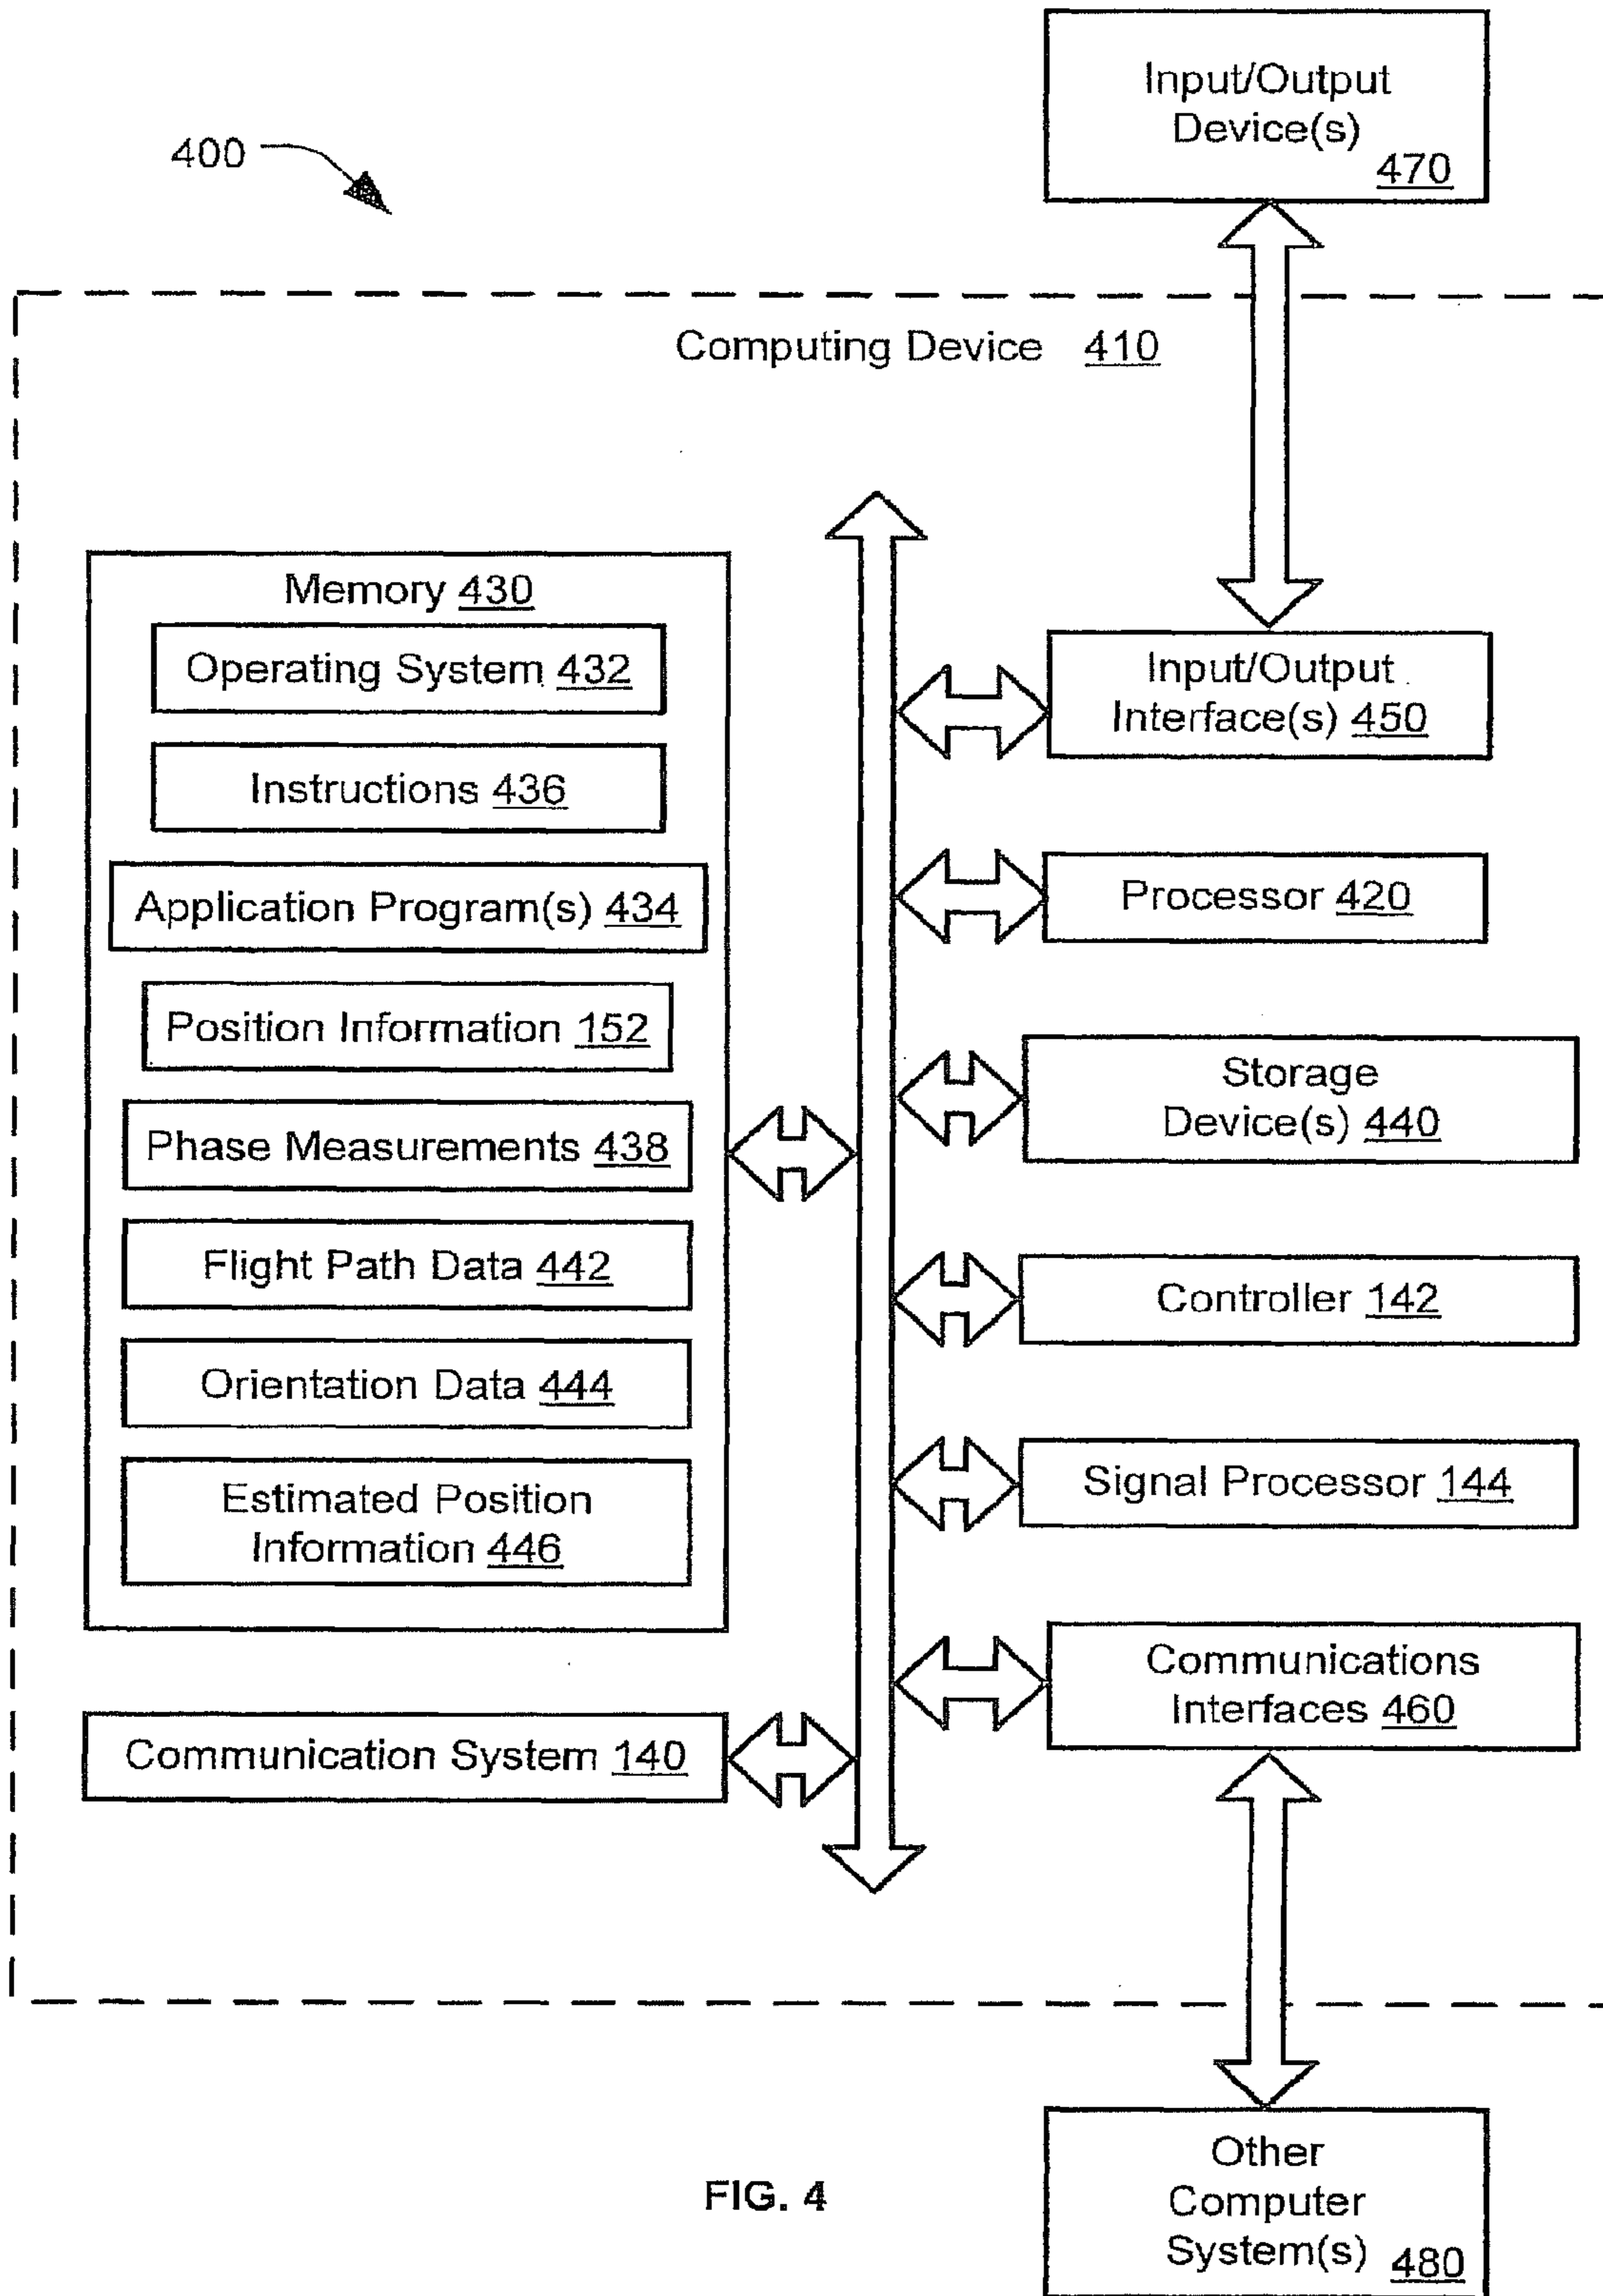 Input/Output
Device(s)
470
400
Computing Device 410
Memory 430
Operating System 432
Instructions 436
Application Program(s) 434
Position Information 152
Phase Measurements 438
Flight Path Data 442
Orientation Data 444
Estimated Position
Information 446
Communication System 140
Input/Output
Interface(s) 450
Processor 420
Storage
Device(s) 440
Controller 142
Signal Processor 144
Communications
Interfaces 460
Other
Computer
System(s) 480
FIG. 4